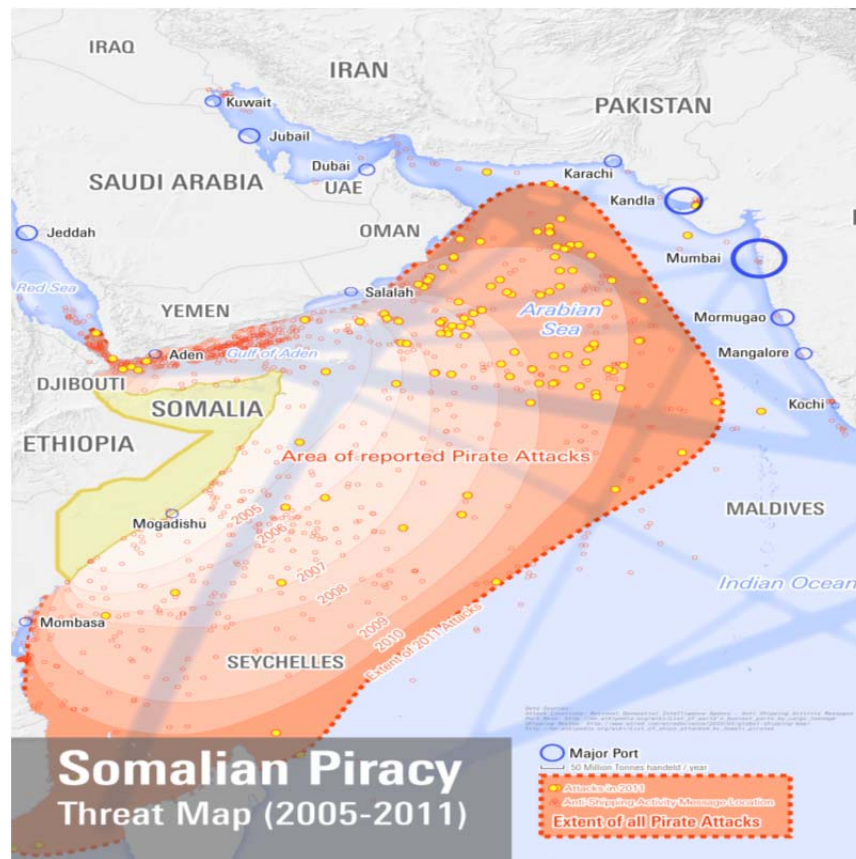 IRAQ
IRAN
Kuwait
PAKISTAN
Jubail
Dubai
Karachi
SAUDI ARABIA
UAE
Kandla
OMAN
Jeddah
Mumbai
Red Sea
Salalah
YEMEN
Arabian
Sea
Mormugao
Aden
Gulf of Aden
Mangalore
DJIBOUTI
SOMALIA
Kochi
ETHIOPIA
Area of reported Pirate Attacks
MALDIVES
Mogadishu
2005
2006
2007
2008
Indian Ocean
Mombasa
2009
2010
Extent of 2011 Attacks
SEYCHELLES
Data Sources
Somalian Piracy
Threat Map (2005-2011)
Major Port
50 Million Tonnes handeld / year
Attacks in 2011
Anti-Shipping Activity Message Location
Extent of all Pirate Attacks